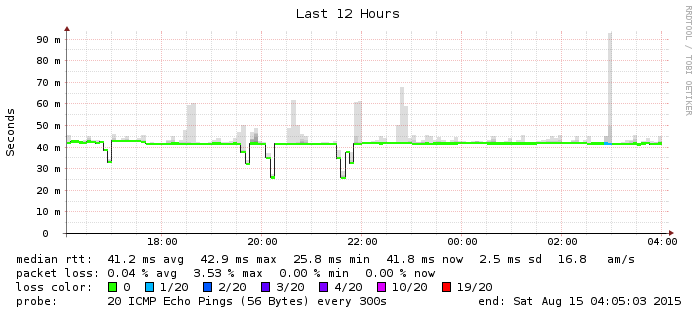 Last 12 Hours
RRDTOOL / TOBI OETIKER
Seconds
90 m
80 m
70 m
60 m
50 m
40 m
30 m
20 m
10 m
0
18:00 20:00 22:00 00:00 02:00 04:00
median rtt: 41.2 ms avg 42.9 ms max 25.8 ms min 41.8 ms now 2.5 ms sd 16.8 am/s
packet loss: 0.04 % avg 3.53 % max 0.00 % min 0.00 % now
loss color: 0 1/20 2/20 3/20 4/20 10/20 19/20
probe: 20 ICMP Echo Pings (56 Bytes) every 300s end: Sat Aug 15 04:05:03 2015